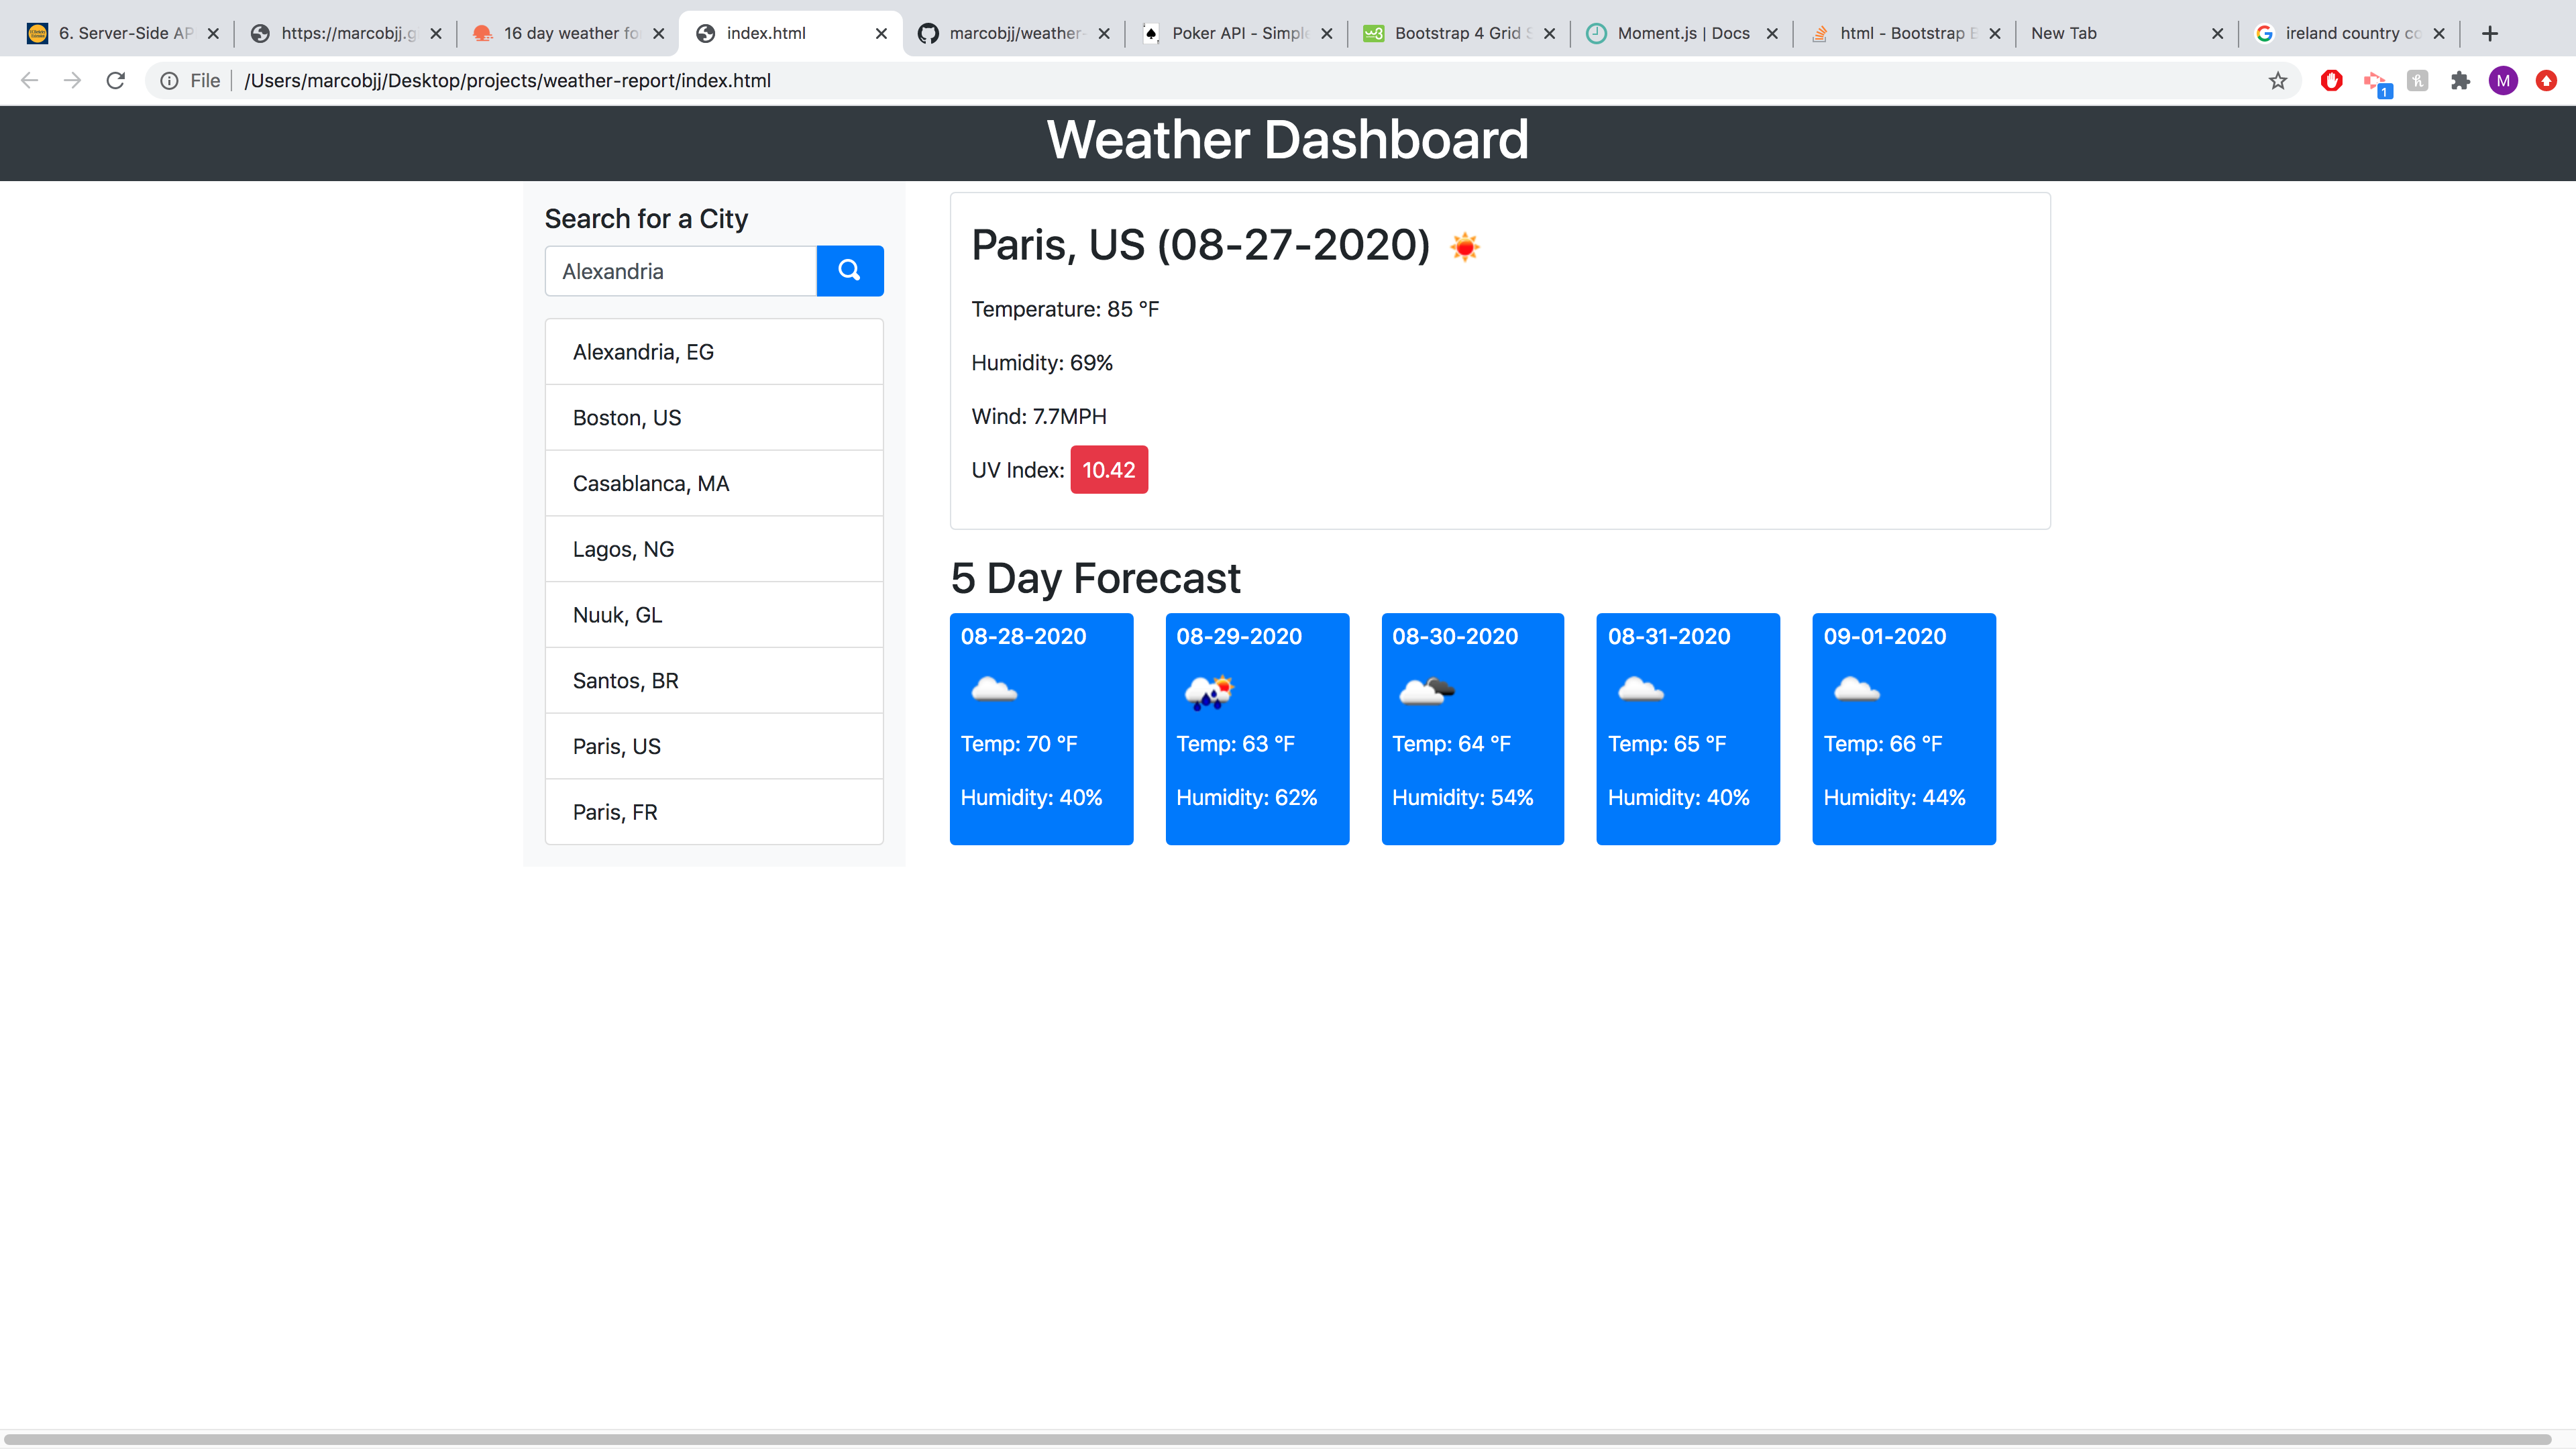 6. Server-Side AP
https://marcobjj.g
16 day weather fo
index.html
marcobjj/weather-
Poker API - Simple
Bootstrap 4 Grid S
Moment.js | Docs
html - Bootstrap
New Tab
ireland country co
File /Users/marcobjj/Desktop/projects/weather-report/index.html
M
1
Weather Dashboard
Search for a City
Alexandria
Alexandria, EG
Boston, US
Casablanca, MA
Lagos, NG
Nuuk, GL
Santos, BR
Paris, US
Paris, FR
Paris, US (08-27-2020)
Temperature: 85 °F
Humidity: 69%
Wind: 7.7MPH
UV Index: 10.42
5 Day Forecast
08-28-2020
Temp: 70 °F
Humidity: 40%
08-29-2020
Temp: 63 °F
Humidity: 62%
08-30-2020
Temp: 64 °F
Humidity: 54%
08-31-2020
Temp: 65 °F
Humidity: 40%
09-01-2020
Temp: 66 °F
Humidity: 44%